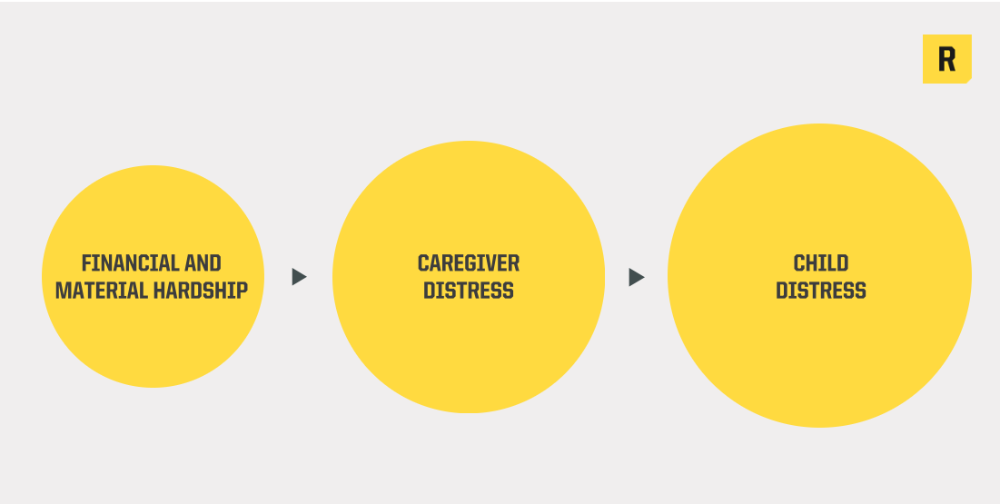 R
FINANCIAL AND
MATERIAL HARDSHIP
CAREGIVER
DISTRESS
CHILD
DISTRESS